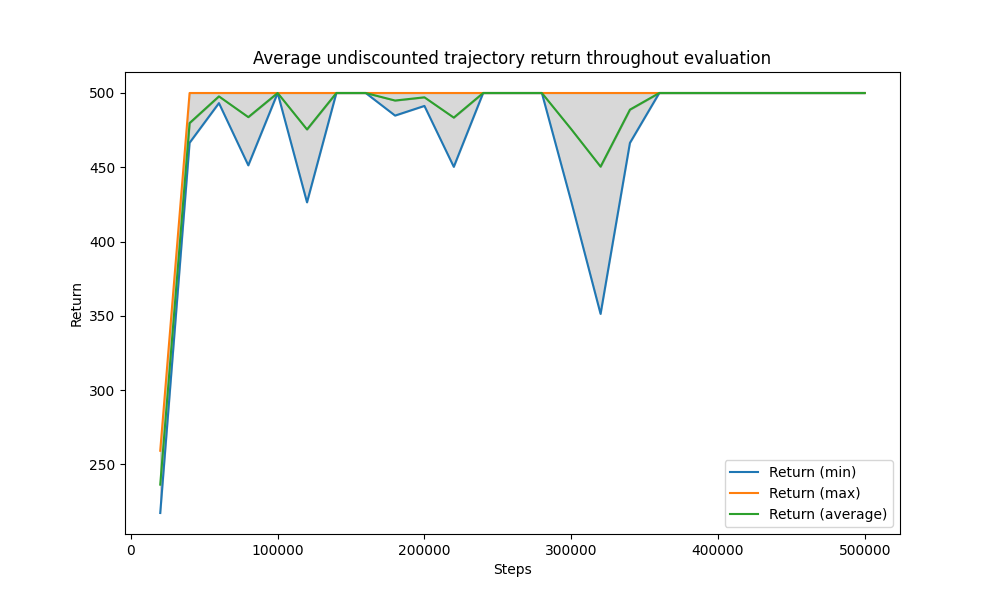 Average undiscounted trajectory return throughout evaluation
500
450
400
350
300
250
Return
0
100000
200000
300000
400000
500000
Steps
Return (min)
Return (max)
Return (average)